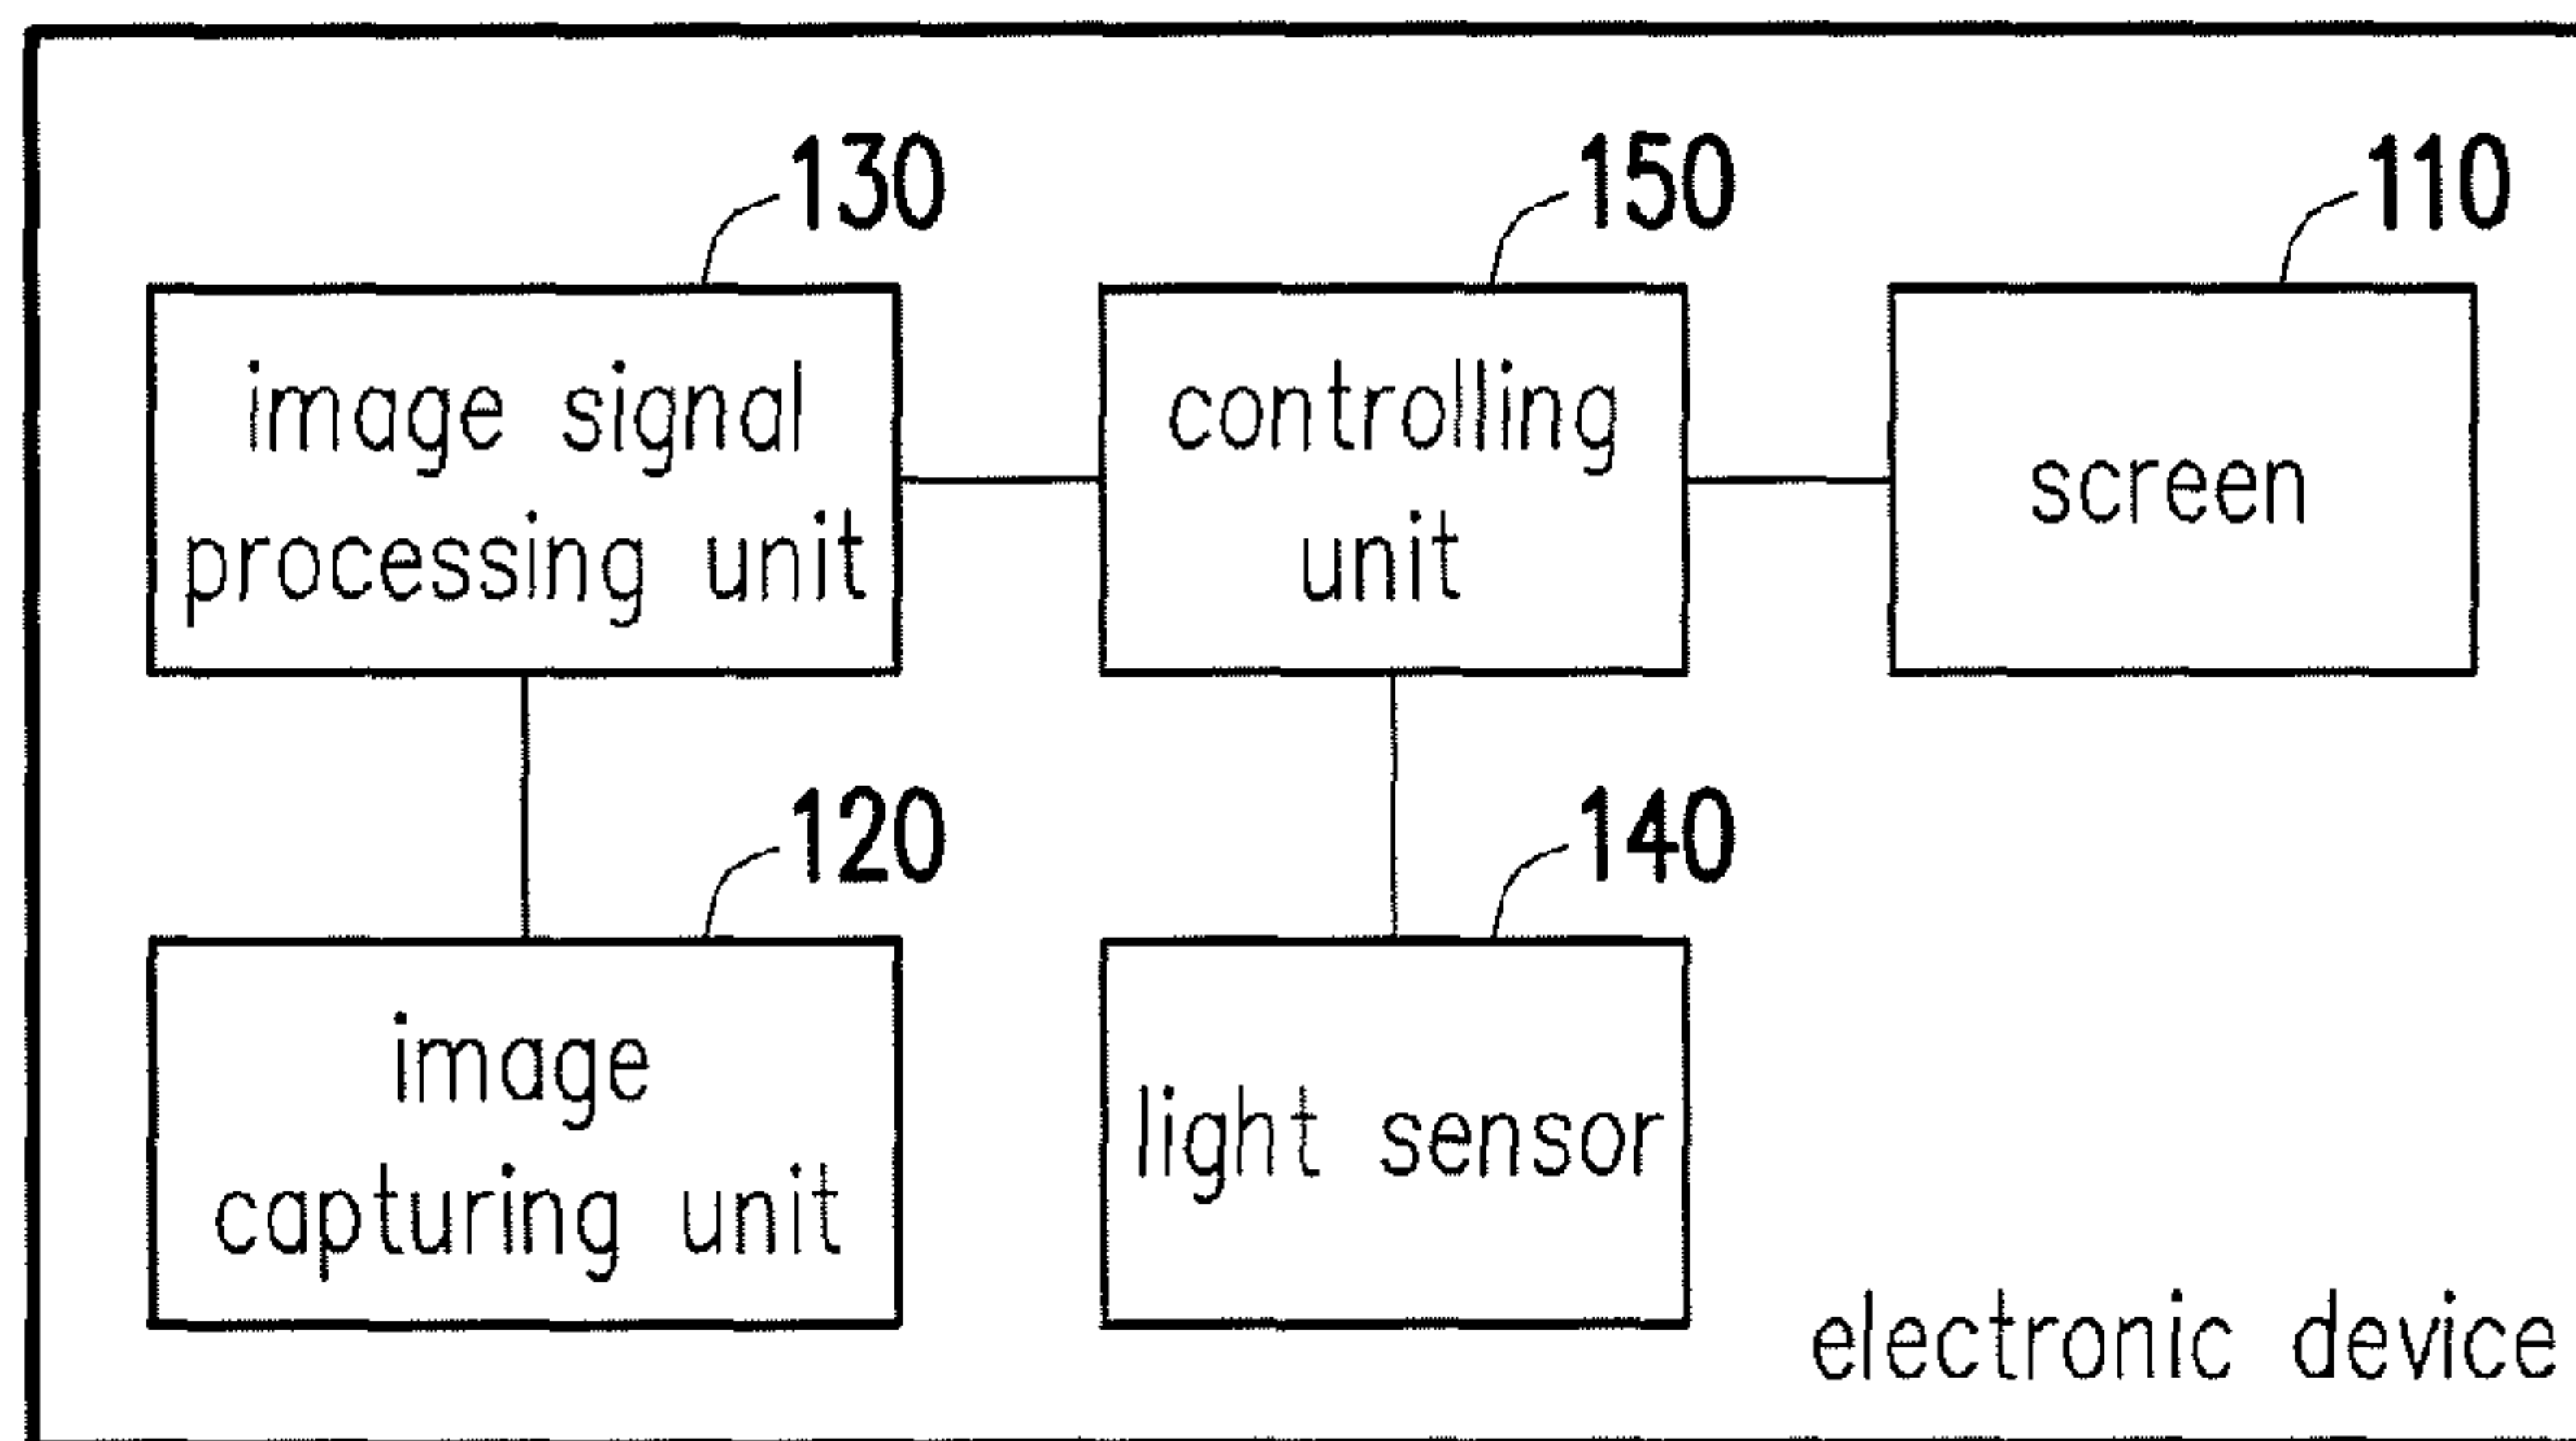 130
150
110
image signal
processing unit
controlling
unit
screen
120
140
image
capturing unit
light sensor
electronic device